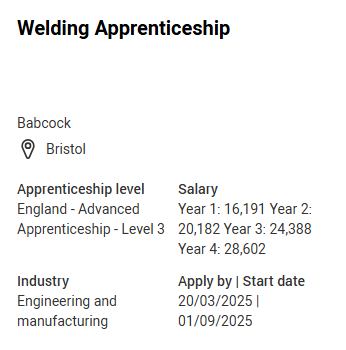 Welding Apprenticeship
Babcock
Bristol
Apprenticeship level
England - Advanced
Apprenticeship - Level 3
Salary
Year 1: 16,191 Year 2:
20,182 Year 3: 24,388
Year 4: 28,602
Industry
Engineering and
manufacturing
Apply by | Start date
20/03/2025 |
01/09/2025